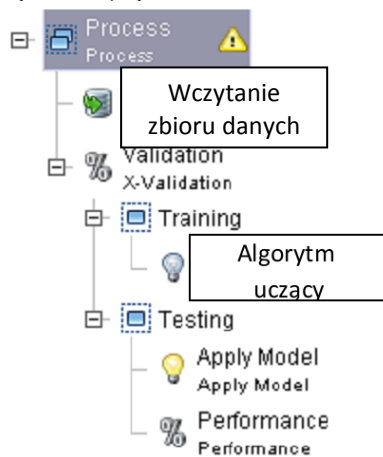 Process
Process
Wczytanie
zbioru danych
Validation
X-Validation
Training
Algorytm
uczący
Testing
Apply Model
Apply Model
Performance
Performance